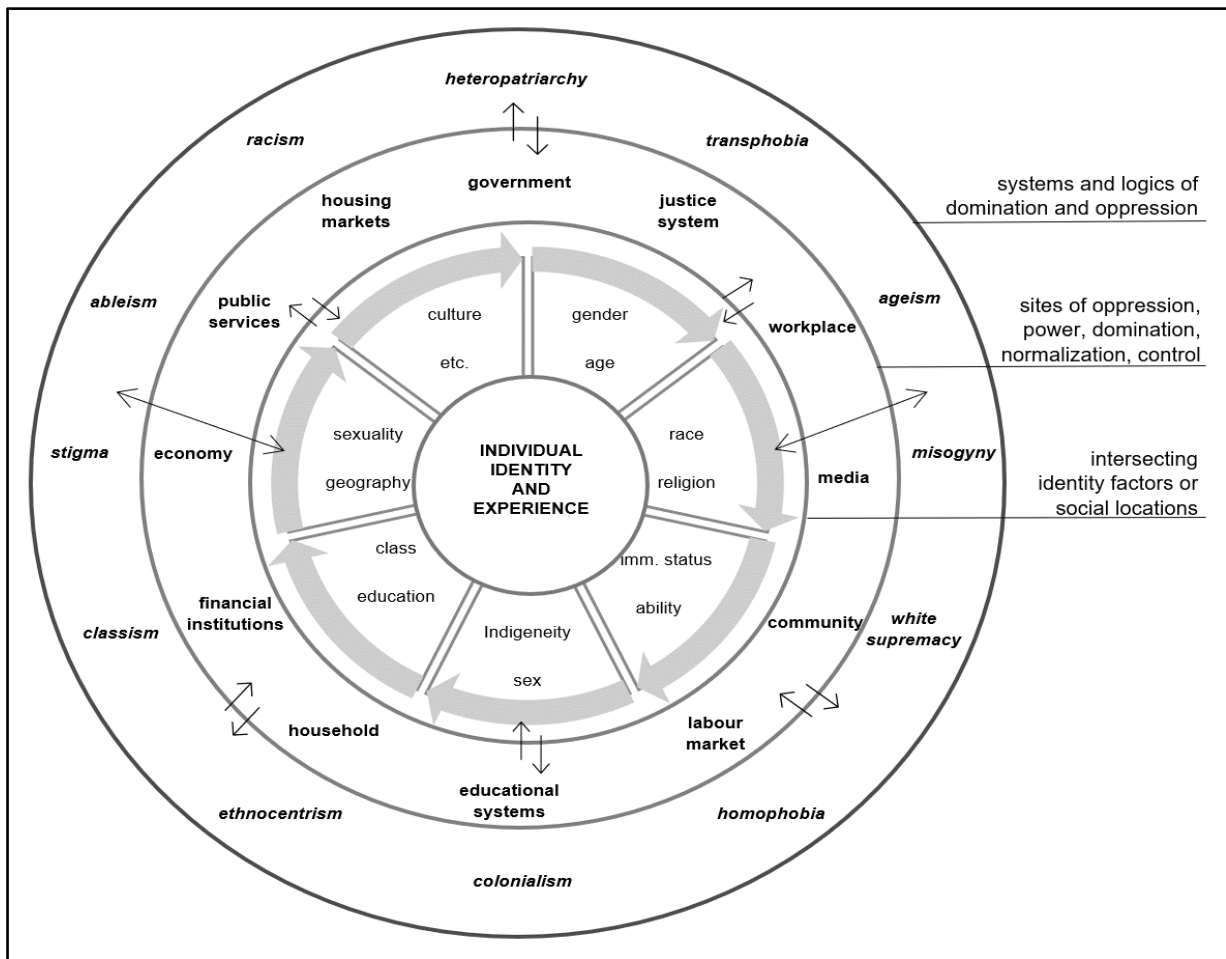 heteropatriarchy
racism
transphobia
ableism
ageism
stigma
misogyny
classism
white
supremacy
ethnocentrism
homophobia
colonialism
government
housing
markets
justice
system
public
services
workplace
economy
media
financial
institutions
community
household
labour
market
educational
systems
culture
etc.
gender
age
sexuality
geography
race
religion
class
education
imm. status
ability
Indigeneity
sex
INDIVIDUAL
IDENTITY
AND
EXPERIENCE
systems and logics of
domination and oppression
sites of oppression,
power, domination,
normalization, control
intersecting
identity factors or
social locations